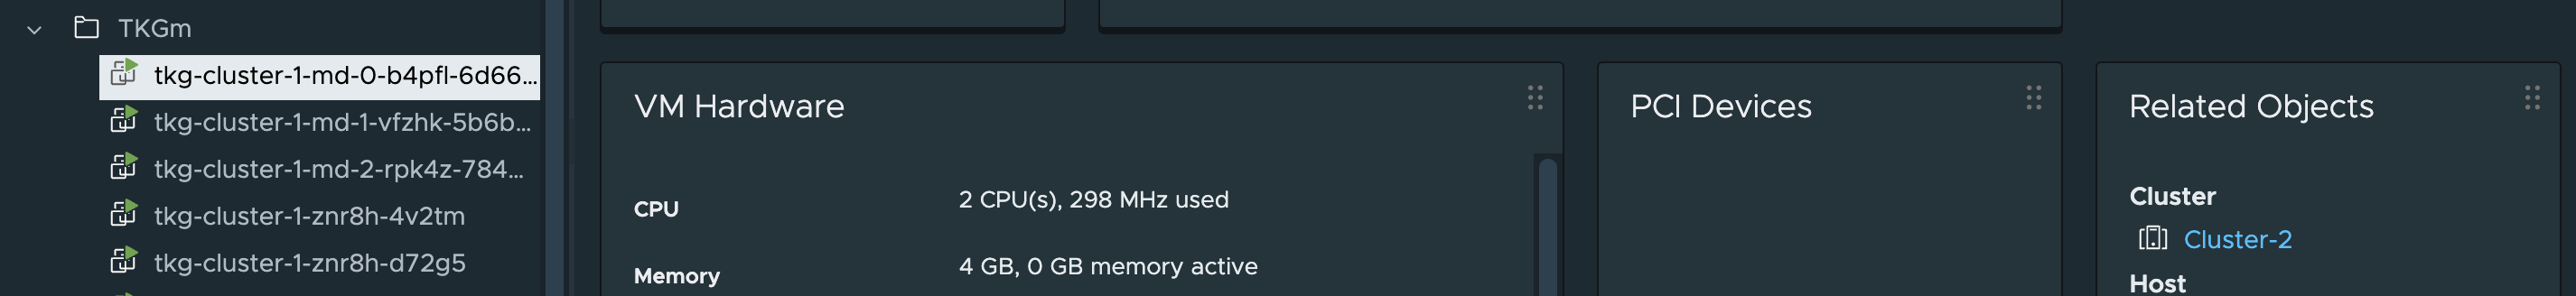 TKGm
tkg-cluster-1-md-0-b4pfl-6d66...
tkg-cluster-1-md-1-vfzhk-5b6b...
tkg-cluster-1-md-2-rpk4z-784...
tkg-cluster-1-znr8h-4v2tm
tkg-cluster-1-znr8h-d72g5
VM Hardware
CPU 2 CPU(s), 298 MHz used
Memory 4 GB, 0 GB memory active
PCI Devices
Related Objects
Cluster
Cluster-2
Host